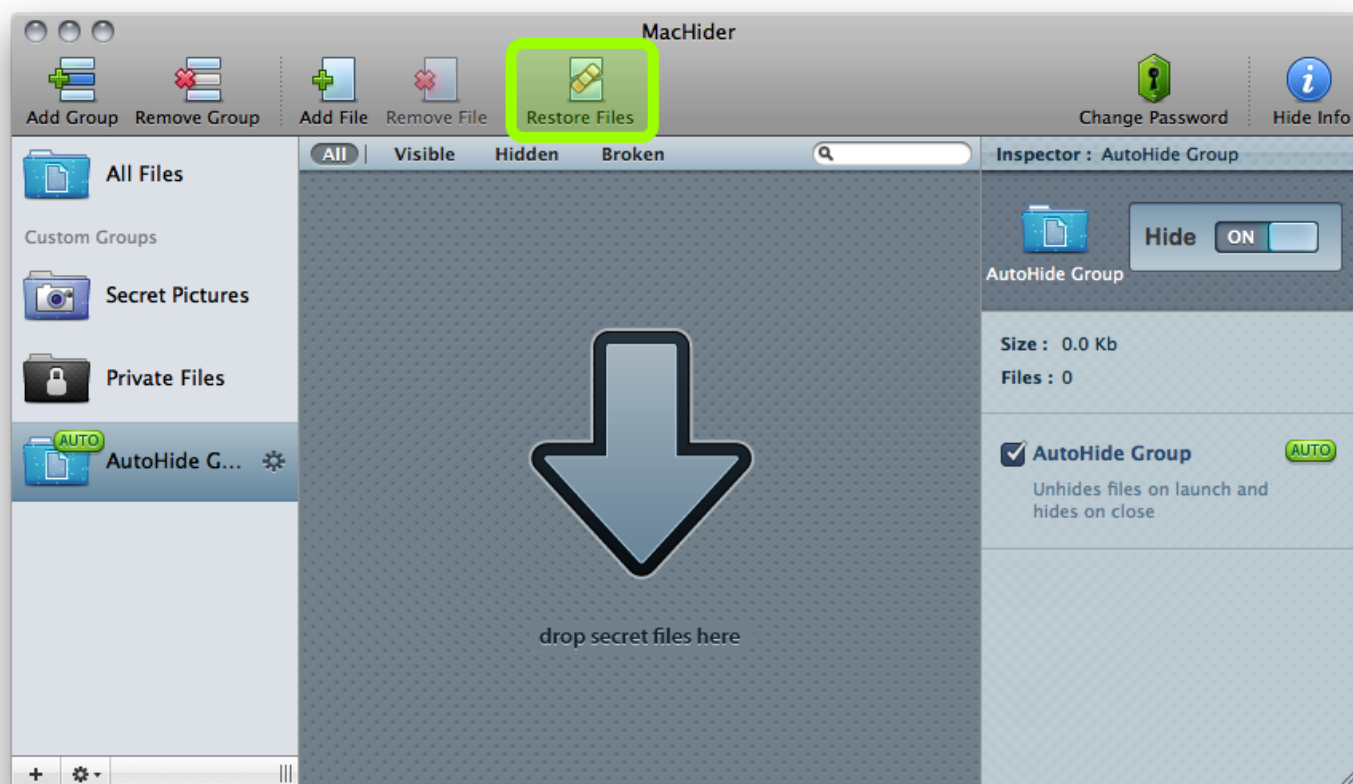 MacHider
Add Group Remove Group Add File Remove File Restore Files Change Password Hide Info
All Visible Hidden Broken
Inspector : AutoHide Group
All Files
Custom Groups
Secret Pictures
Private Files
AUTO
AutoHide G...
drop secret files here
AutoHide Group
Hide ON
Size : 0.0 Kb
Files : 0
AutoHide Group AUTO
Unhides files on launch and
hides on close